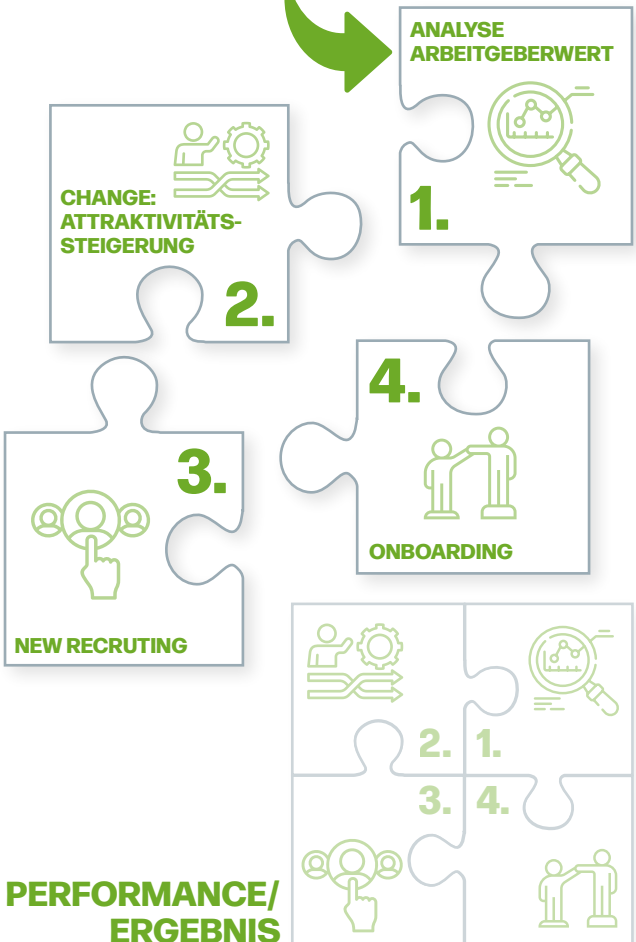 ANALYSE
ARBEITGEBERWERT
1.
CHANGE:
ATTRAKTIVITÄTS-
STEIGERUNG
2.
3.
NEW RECRUTING
4.
ONBOARDING
2. 1.
3. 4.
PERFORMANCE/
ERGEBNIS